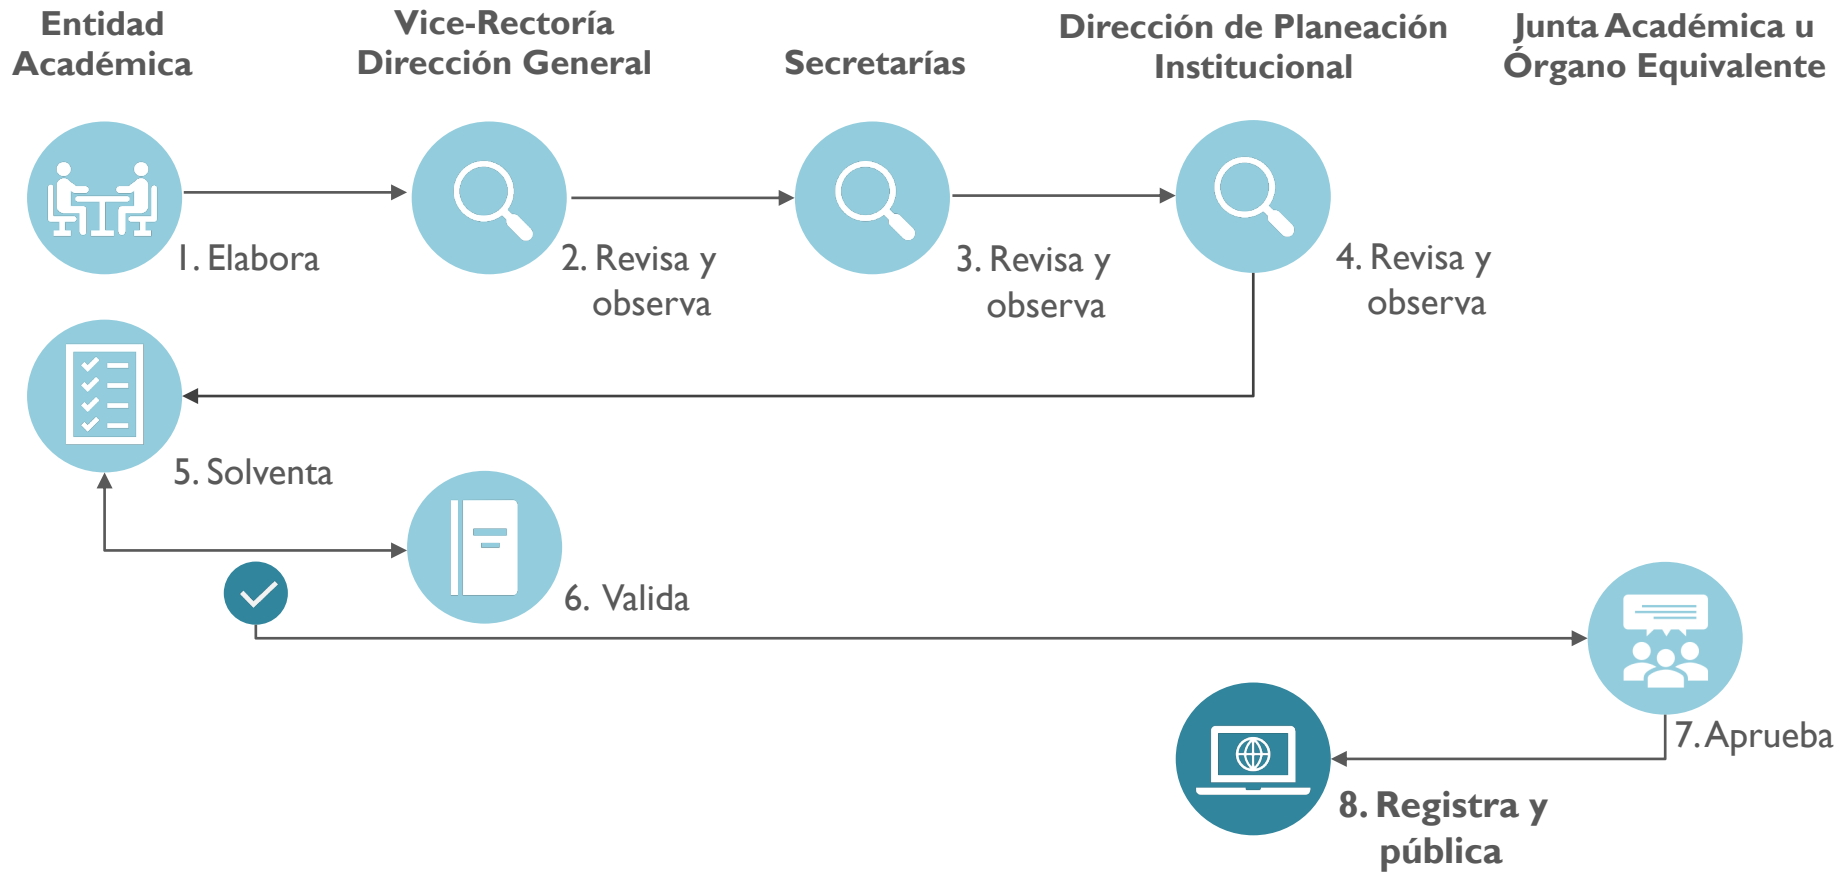 Entidad
Académica
Vice-Rectoría
Dirección General
Secretarías
Dirección de Planeación
Institucional
Junta Académica u
Órgano Equivalente
1. Elabora
2. Revisa y
observa
3. Revisa y
observa
4. Revisa y
observa
5. Solventa
6. Valida
7. Aprueba
8. Registra y
pública